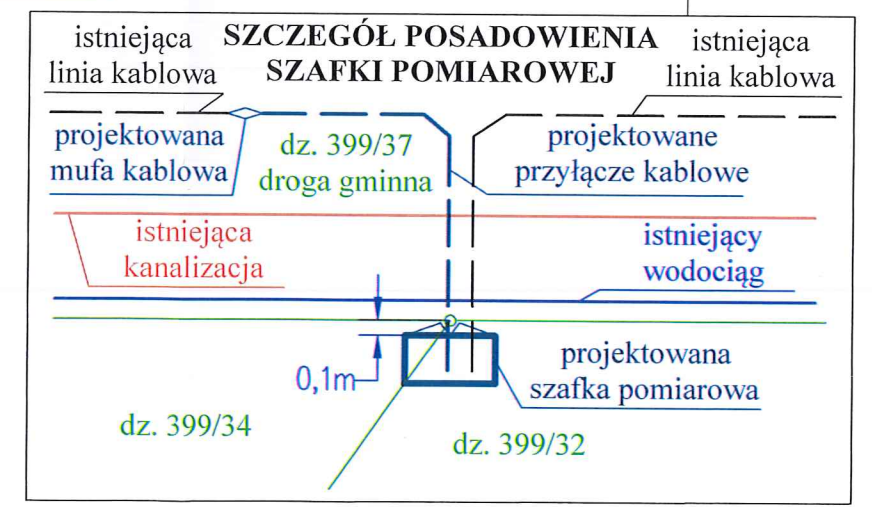 SZCZEGÓŁ POSADOWIENIA
SZAFKI POMIAROWEJ
istniejąca
linia kablowa
istniejąca
linia kablowa
projektowana
mufa kablowa
dz. 399/37
droga gminna
projektowane
przyłącze kablowe
istniejąca
kanalizacja
istniejący
wodociąg
0,1m
projektowana
szafka pomiarowa
dz. 399/34
dz. 399/32